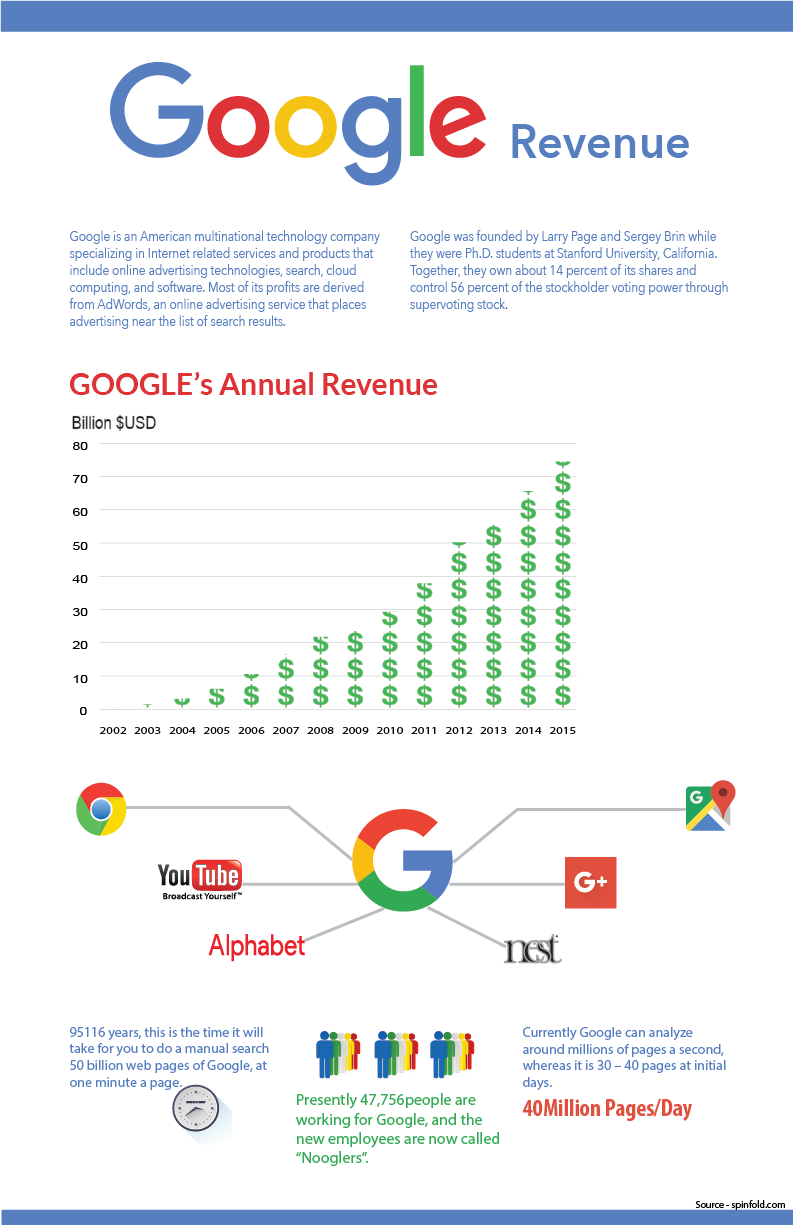 Google Revenue
Google is an American multinational technology company
specializing in Internet related services and products that
include online advertising technologies, search, cloud
computing, and software. Most of its profits are derived
from AdWords, an online advertising service that places
advertising near the list of search results.
Google was founded by Larry Page and Sergey Brin while
they were Ph.D. students at Stanford University, California.
Together, they own about 14 percent of its shares and
control 56 percent of the stockholder voting power through
supervoting stock.
GOOGLE's Annual Revenue
Billion $USD
80
70
60
50
40
30
20
10
0
2002 2003 2004 2005 2006 2007 2008 2009 2010 2011 2012 2013 2014 2015
G
YouTube
Broadcast Yourself™
G+
Alphabet
nest
95116 years, this is the time it will
take for you to do a manual search
50 billion web pages of Google, at
one minute a page.
Presently 47,756people are
working for Google, and the
new employees are now called
“Nooglers”.
Currently Google can analyze
around millions of pages a second,
whereas it is 30 – 40 pages at initial
days.
40Million Pages/Day
Source - spinfold.com